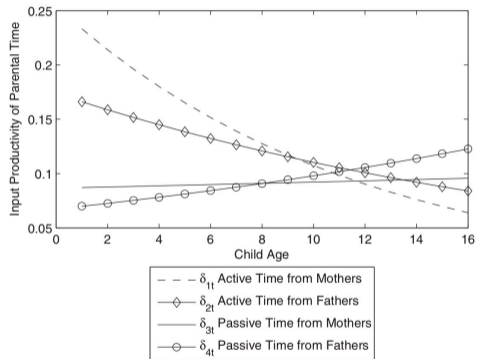 0.25
0.2
0.15
0.1
0.05
Input Productivity of Parental Time
0 2 4 6 8 10 12 14 16
Child Age
δ1t Active Time from Mothers
δ2t Active Time from Fathers
δ3t Passive Time from Mothers
δ4t Passive Time from Fathers